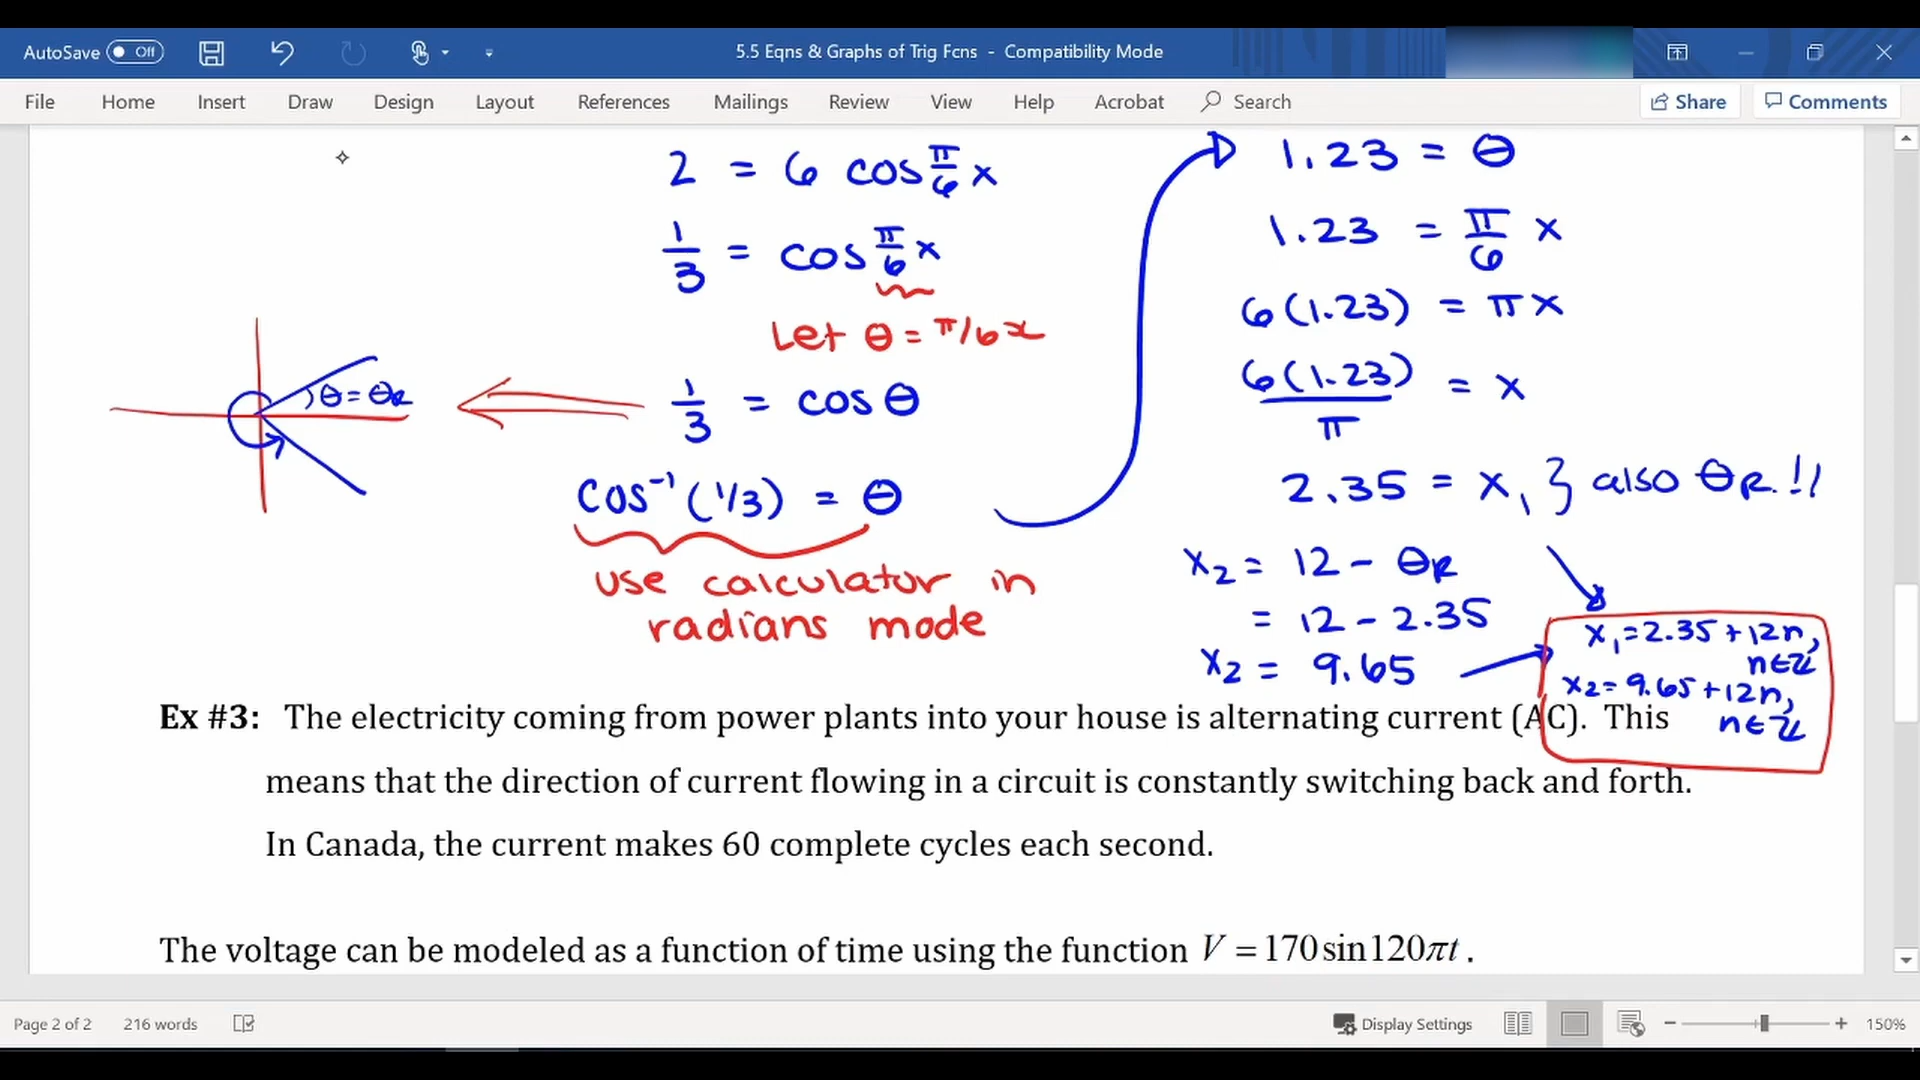 AutoSave Off
5.5 Eqns & Graphs of Trig Fcns - Compatibility Mode
File Home Insert Draw Design Layout References Mailings Review View Help Acrobat Search Share Comments
2 = 6 cos π/6 x
1/3 = cos π/6 x
Let θ = π/6 x
1/3 = cos θ
θ = θR
cos⁻¹(1/3) = θ
use calculator in
radians mode
1.23 = θ
1.23 = π/6 x
6(1.23) = πx
6(1.23)/π = x
2.35 = x₁ } also θR !!
x₂ = 12 - θR
= 12 - 2.35
x₂ = 9.65
x₁ = 2.35 + 12n,
n∈ℤ
x₂ = 9.65 + 12n,
n∈ℤ
Ex #3: The electricity coming from power plants into your house is alternating current (AC). This
means that the direction of current flowing in a circuit is constantly switching back and forth.
In Canada, the current makes 60 complete cycles each second.
The voltage can be modeled as a function of time using the function V = 170 sin 120πt .
Page 2 of 2 216 words Display Settings 150%